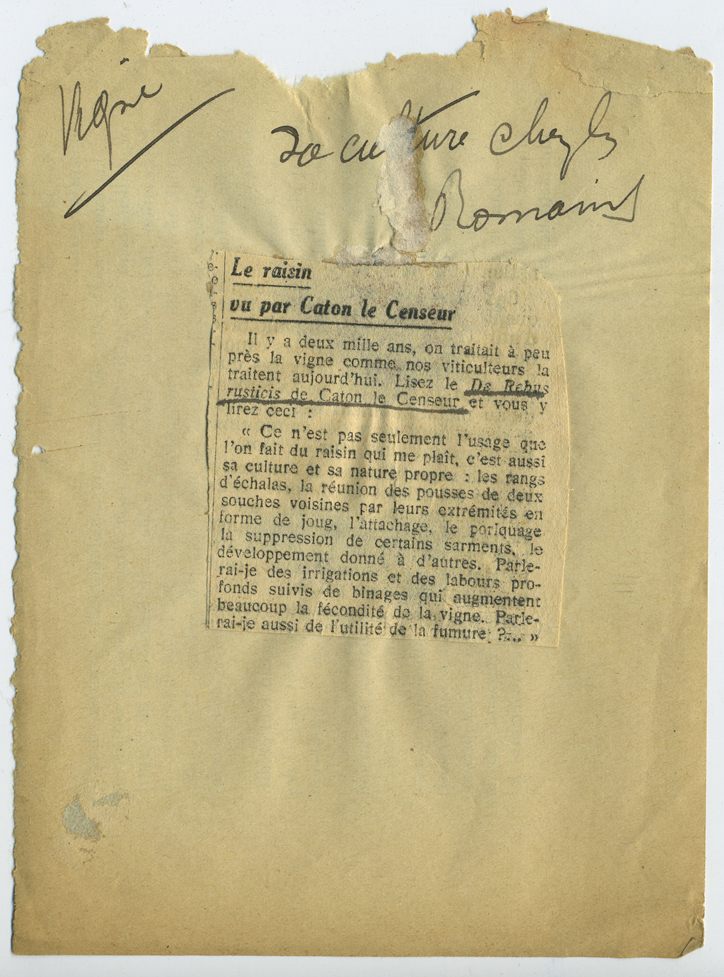 Vigne
sa culture chez les
Romains
Le raisin
vu par Caton le Censeur
Il y a deux mille ans, on traitait à peu
près la vigne comme nos viticulteurs la
traitent aujourd'hui. Lisez le De Rebus
rusticis de Caton le Censeur et vous y
lirez ceci :
« Ce n'est pas seulement l'usage que
l'on fait du raisin qui me plaît, c'est aussi
sa culture et sa nature propre : les rangs
d'échalas, la réunion des pousses de deux
souches voisines par leurs extrémités en
forme de joug, l'attachage, le
la suppression de certains sarments, le
développement donné à d'autres. Parle-
rai-je des irrigations et des labours pro-
fonds suivis de binages qui augmentent
beaucoup la fécondité de la vigne. Parle-
rai-je aussi de l'utilité de la fumure ?... »